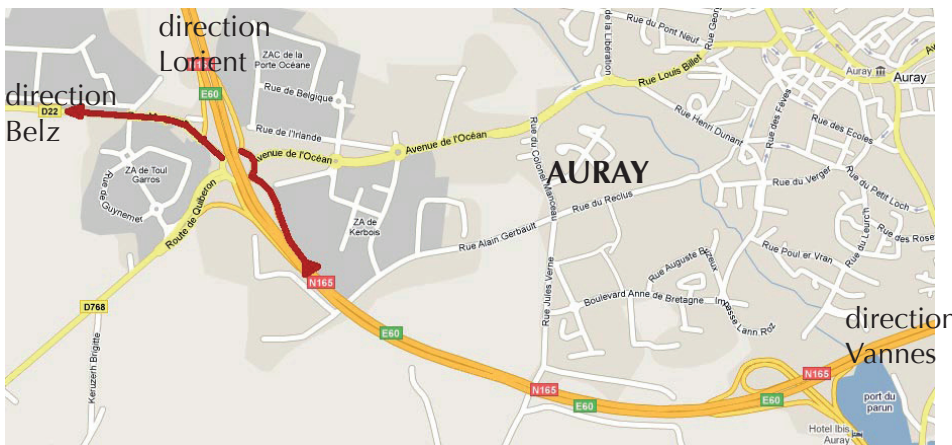 direction
Lorient
N165
E60
ZAC de la
Porte Océane
Rue de Belgique
Rue de l'Irlande
direction
Belz
D22
ZA de Toul
Garros
Rue de Guynemer
Route de Quiberon
D768
Keruzerh Brigitte
Avenue de l'Océan
Avenue de l'Océan
ZA de
Kerbois
N165
Rue Alain Gerbault
Rue du Reclus
AURAY
Rue du Colonel Manceau
Rue de la Libération
Rue du Pont Neuf
Rue Louis Billet
Auray
Auray
Rue Henri Dunant
Rue des Fèves
Rue des Ecoles
Rue du Verger
Rue du Petit Loch
Rue du Leurch
Rue des Rose
Rue Poul er Vran
Rue Jules Verne
Boulevard Anne de Bretagne
Impasse Lann Roz
direction
Vannes
E60
N165
E60
N165
E60
port du
parun
Hotel Ibis
Auray